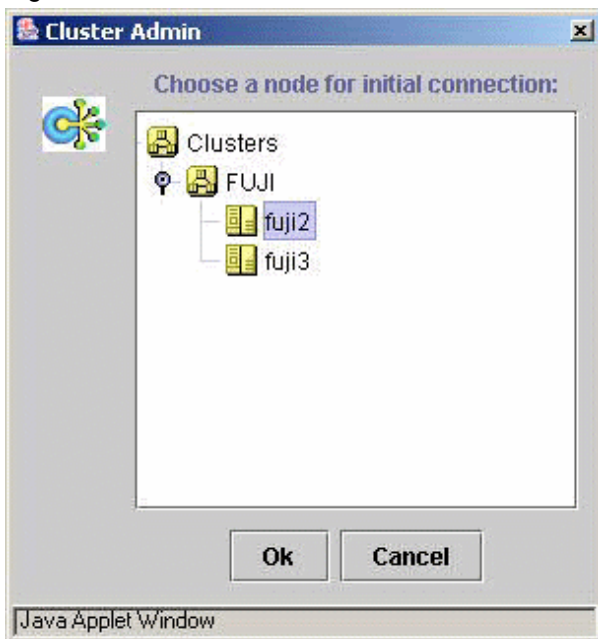 Cluster Admin
Choose a node for initial connection:
Clusters
FUJI
fuji2
fuji3
Ok Cancel
Java Applet Window